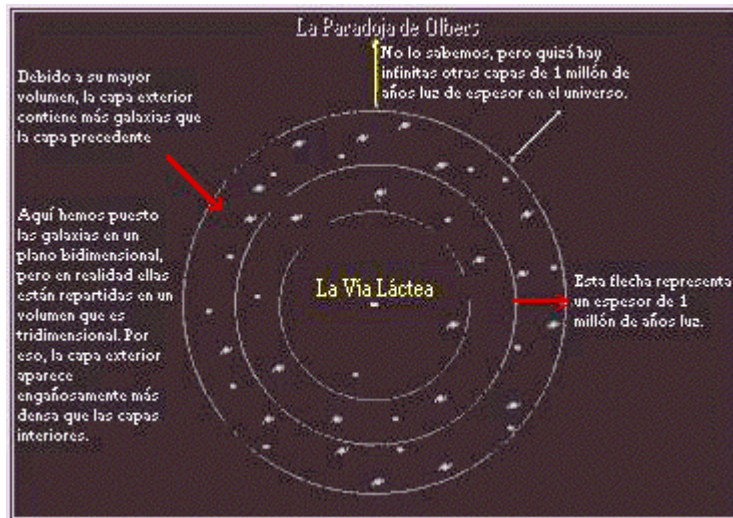 La Paradoja de Olbers
No lo sabemos, pero quizá hay
infinitas otras capas de 1 millón de
años luz de espesor en el universo.
Debido a su mayor
volumen, la capa exterior
contiene más galaxias que
la capa precedente
Aquí hemos puesto
las galaxias en un
plano bidimensional,
pero en realidad ellas
están repartidas en un
volumen que es
tridimensional. Por
eso, la capa exterior
aparece
engañosamente más
densa que las capas
interiores.
La Vía Láctea
Esta flecha representa
un espesor de 1
millón de años luz.